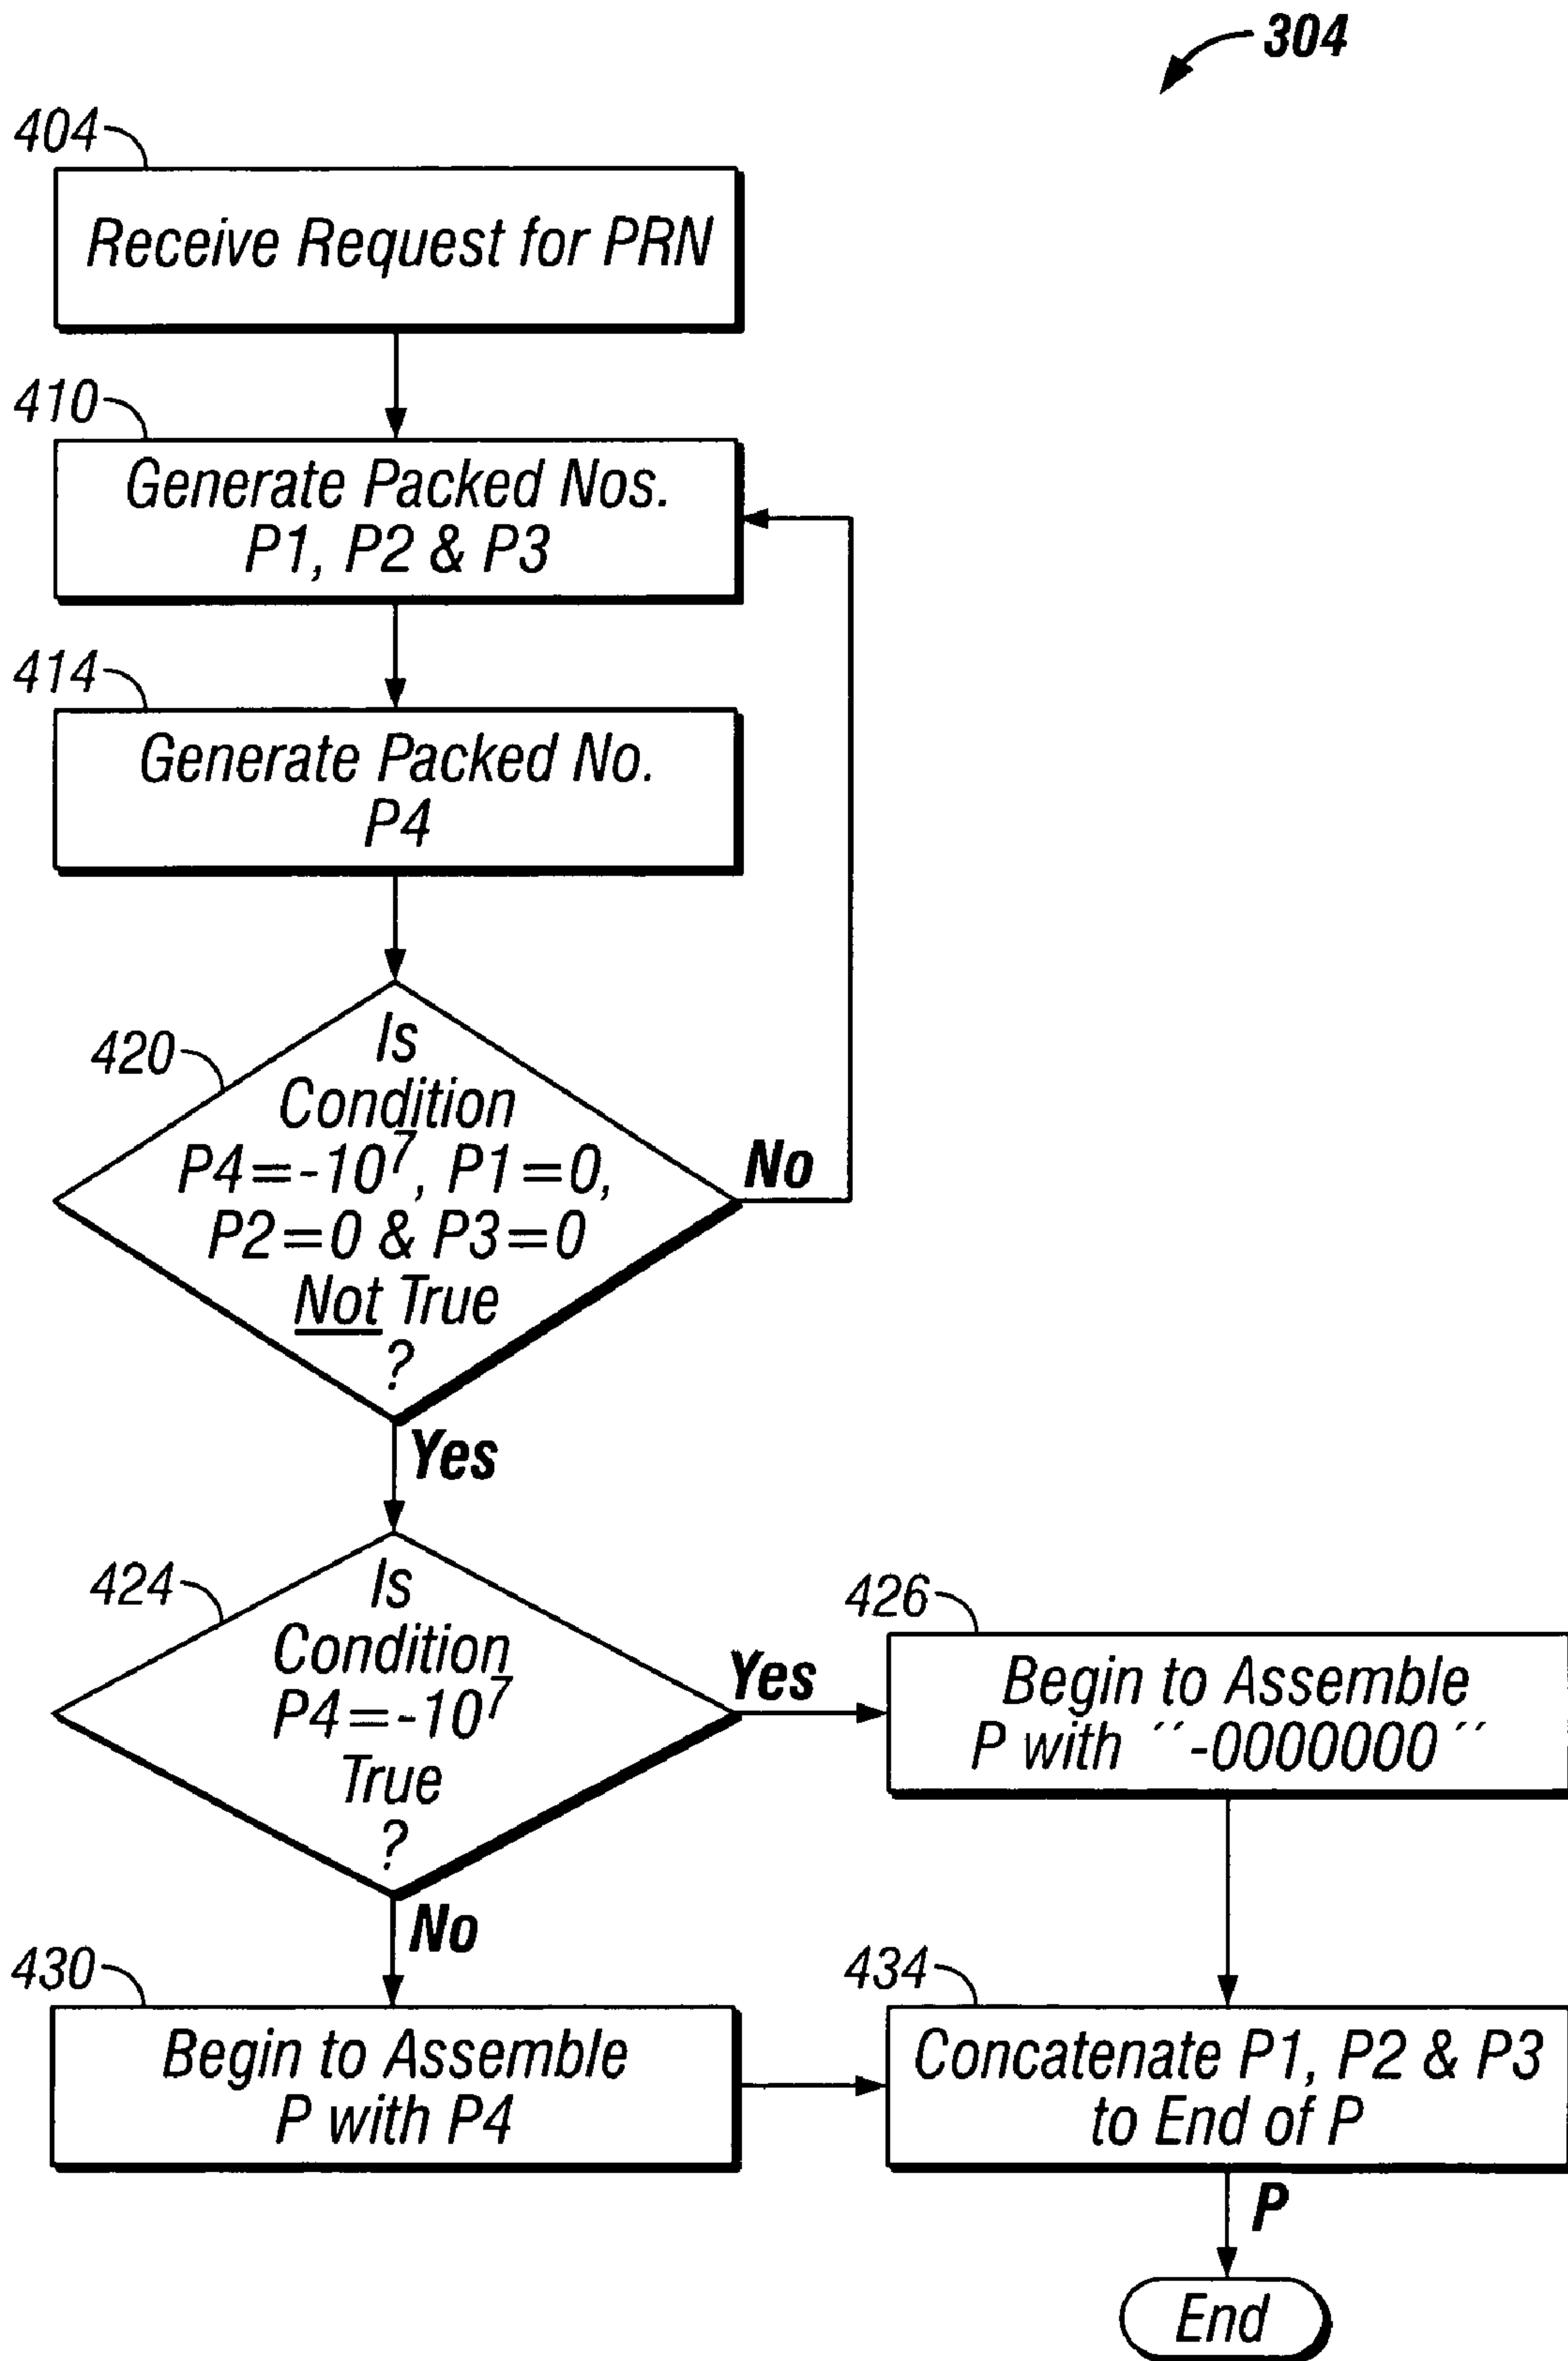 304
404
Receive Request for PRN
410
Generate Packed Nos.
P1, P2 & P3
414
Generate Packed No.
P4
420
Is
Condition
P4=-10⁷, P1=0,
P2=0 & P3=0
Not True
?
No
Yes
424
Is
Condition
P4=-10⁷
True
?
Yes
No
426
Begin to Assemble
P with ´´-0000000´´
430
Begin to Assemble
P with P4
434
Concatenate P1, P2 & P3
to End of P
P
End